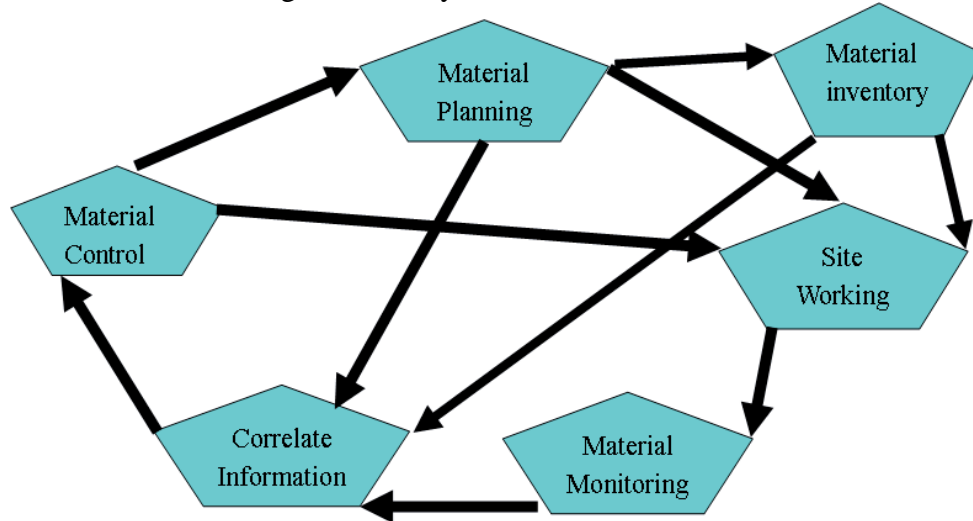 Material
Planning
Material
inventory
Material
Control
Site
Working
Correlate
Information
Material
Monitoring